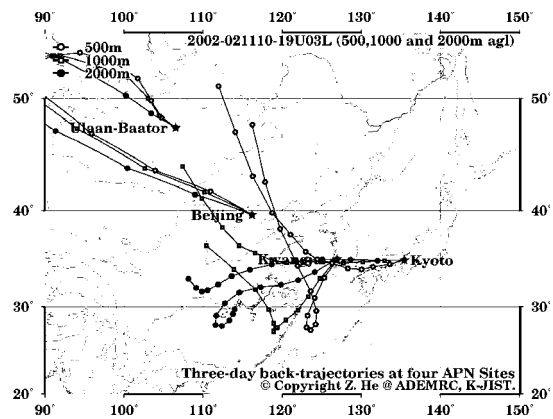 90° 100° 110° 120° 130° 140° 150°
2002-021110-19U03L (500,1000 and 2000m agl)
500m
1000m
2000m
50° 50°
Ulaan-Baator
40° 40°
Beijing
Kwangju Kyoto
30° 30°
Three-day back-trajectories at four APN Sites
© Copyright Z. He @ ADEMRC, K-JIST.
20° 20°
90° 100° 110° 120° 130° 140° 150°